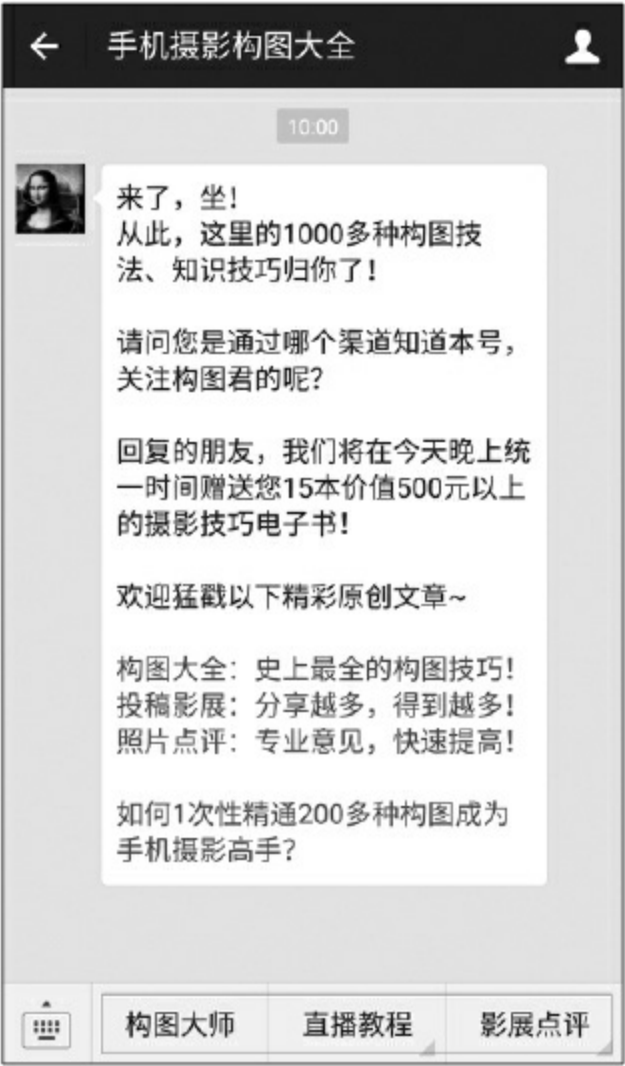 手机摄影构图大全
10:00
来了，坐！
从此，这里的1000多种构图技
法、知识技巧归你了！
请问您是通过哪个渠道知道本号，
关注构图君的呢？
回复的朋友，我们将在今天晚上统
一时间赠送您15本价值500元以上
的摄影技巧电子书！
欢迎猛戳以下精彩原创文章~
构图大全：史上最全的构图技巧！
投稿影展：分享越多，得到越多！
照片点评：专业意见，快速提高！
如何1次性精通200多种构图成为
手机摄影高手？
构图大师
直播教程
影展点评